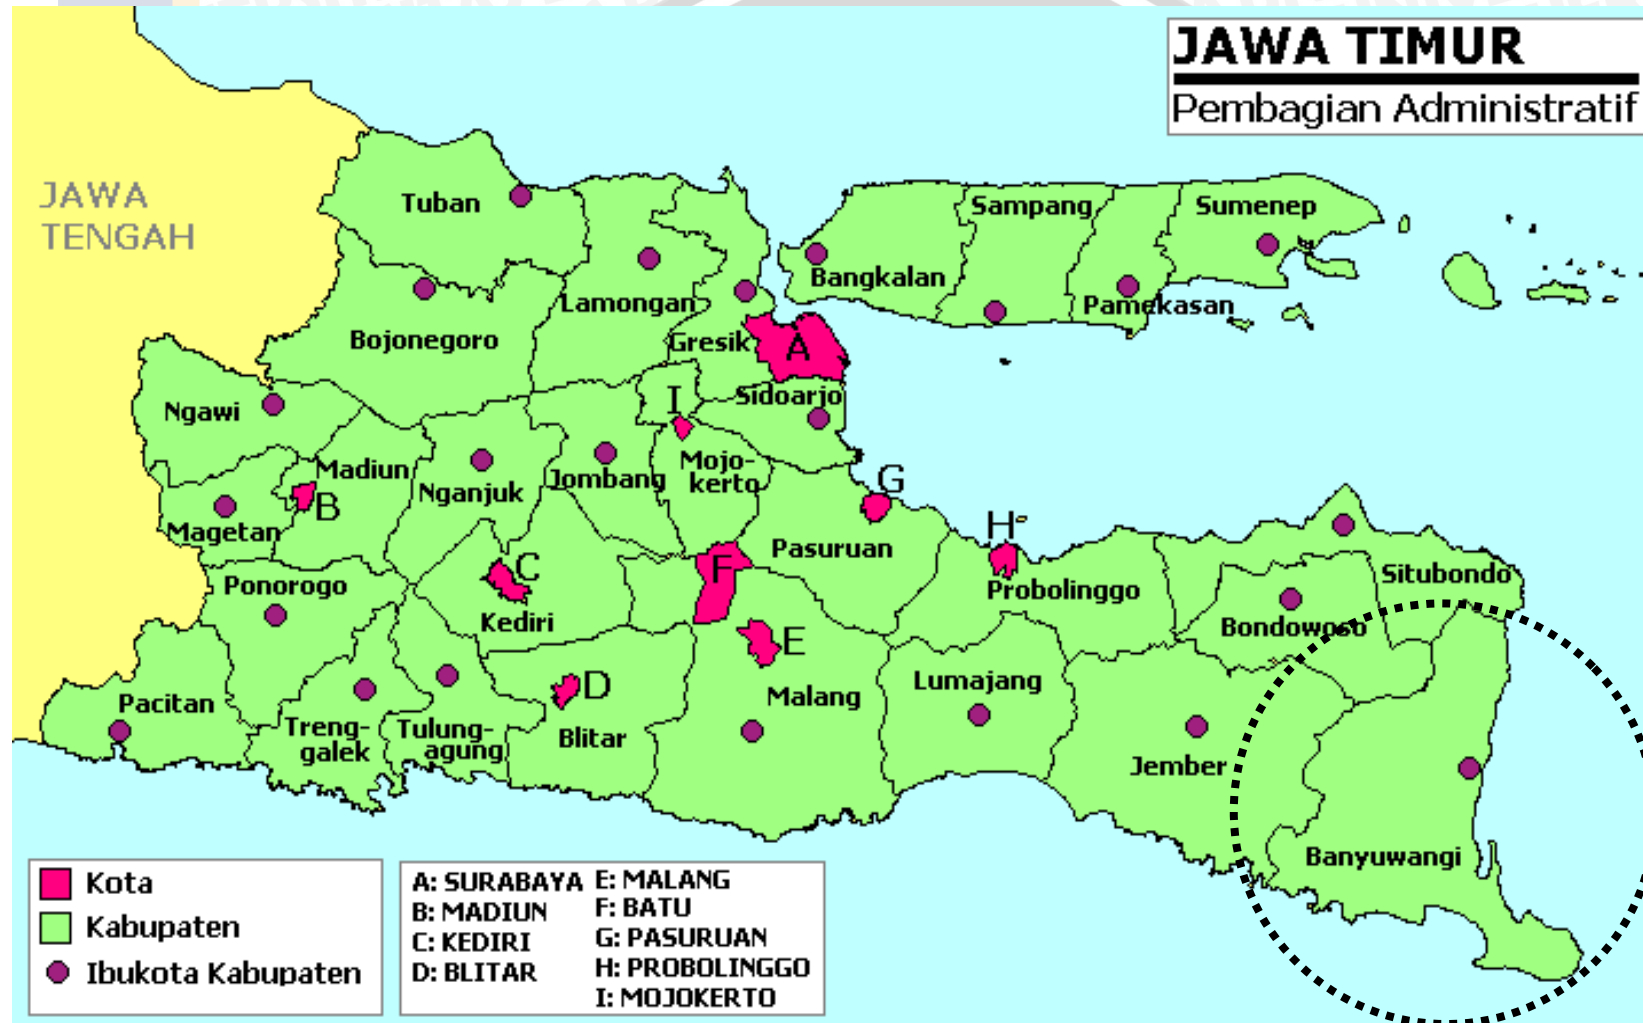 JAWA TIMUR
Pembagian Administratif
JAWA
TENGAH
Tuban
Sampang
Sumenep
Bangkalan
Lamongan
Pamekasan
Bojonegoro
Gresik
A
Ngawi
I
Sidoarjo
Madiun
Mojo-
kerto
Nganjuk
Jombang
G
B
Magetan
H
Pasuruan
C
F
Situbondo
Ponorogo
Probolinggo
Kediri
Bondowoso
E
D
Malang
Lumajang
Pacitan
Treng-
galek
Tulung-
agung
Blitar
Jember
Banyuwangi
Kota
Kabupaten
Ibukota Kabupaten
A: SURABAYA
B: MADIUN
C: KEDIRI
D: BLITAR
E: MALANG
F: BATU
G: PASURUAN
H: PROBOLINGGO
I: MOJOKERTO